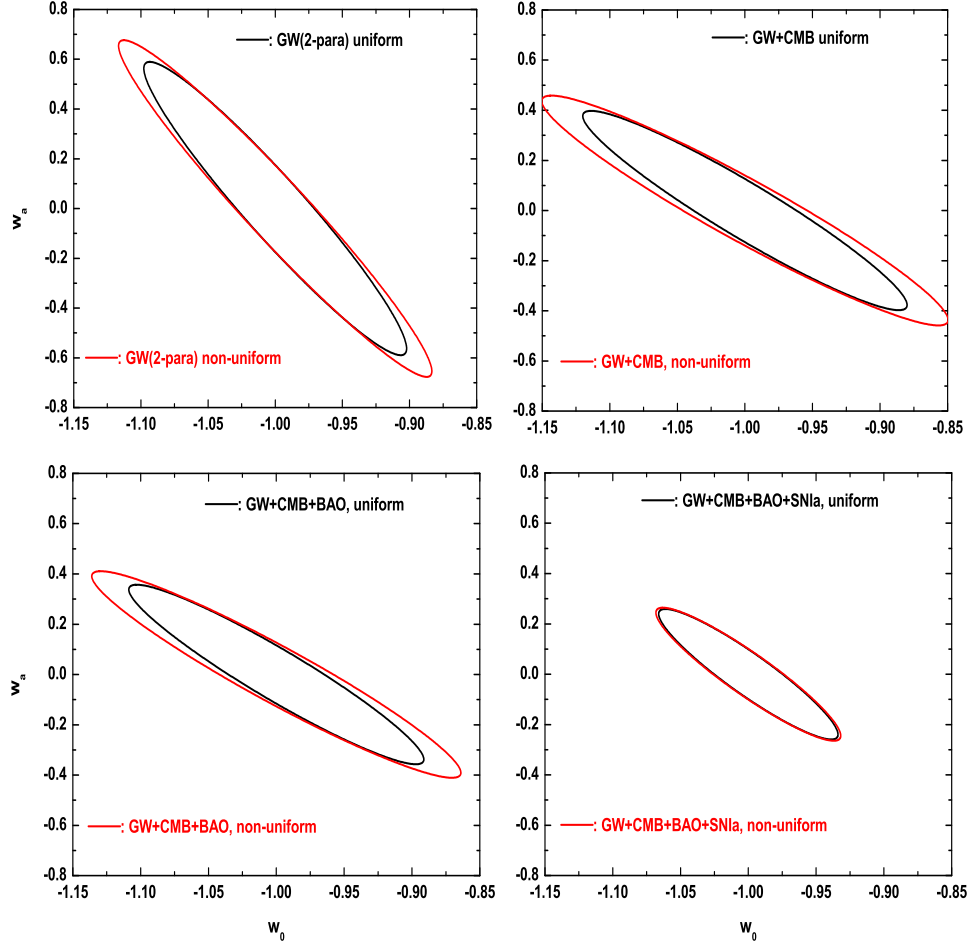 : GW(2-para) uniform
0.8
0.6
0.4
0.2
0.0
-0.2
-0.4
-0.6
-0.8
w_a
: GW(2-para) non-uniform
-1.15 -1.10 -1.05 -1.00 -0.95 -0.90 -0.85
: GW+CMB uniform
0.8
0.6
0.4
0.2
0.0
-0.2
-0.4
-0.6
-0.8
: GW+CMB, non-uniform
-1.15 -1.10 -1.05 -1.00 -0.95 -0.90 -0.85
: GW+CMB+BAO, uniform
0.8
0.6
0.4
0.2
0.0
-0.2
-0.4
-0.6
-0.8
w_a
: GW+CMB+BAO, non-uniform
-1.15 -1.10 -1.05 -1.00 -0.95 -0.90 -0.85
w_0
: GW+CMB+BAO+SNIa, uniform
0.8
0.6
0.4
0.2
0.0
-0.2
-0.4
-0.6
-0.8
: GW+CMB+BAO+SNIa, non-uniform
-1.15 -1.10 -1.05 -1.00 -0.95 -0.90 -0.85
w_0